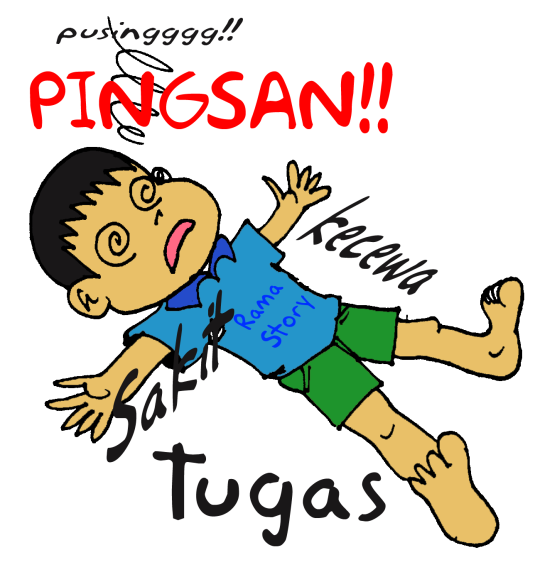 pusingggg!!
PINGSAN!!
kecewa
Rama
Story
Sakit
Tugas